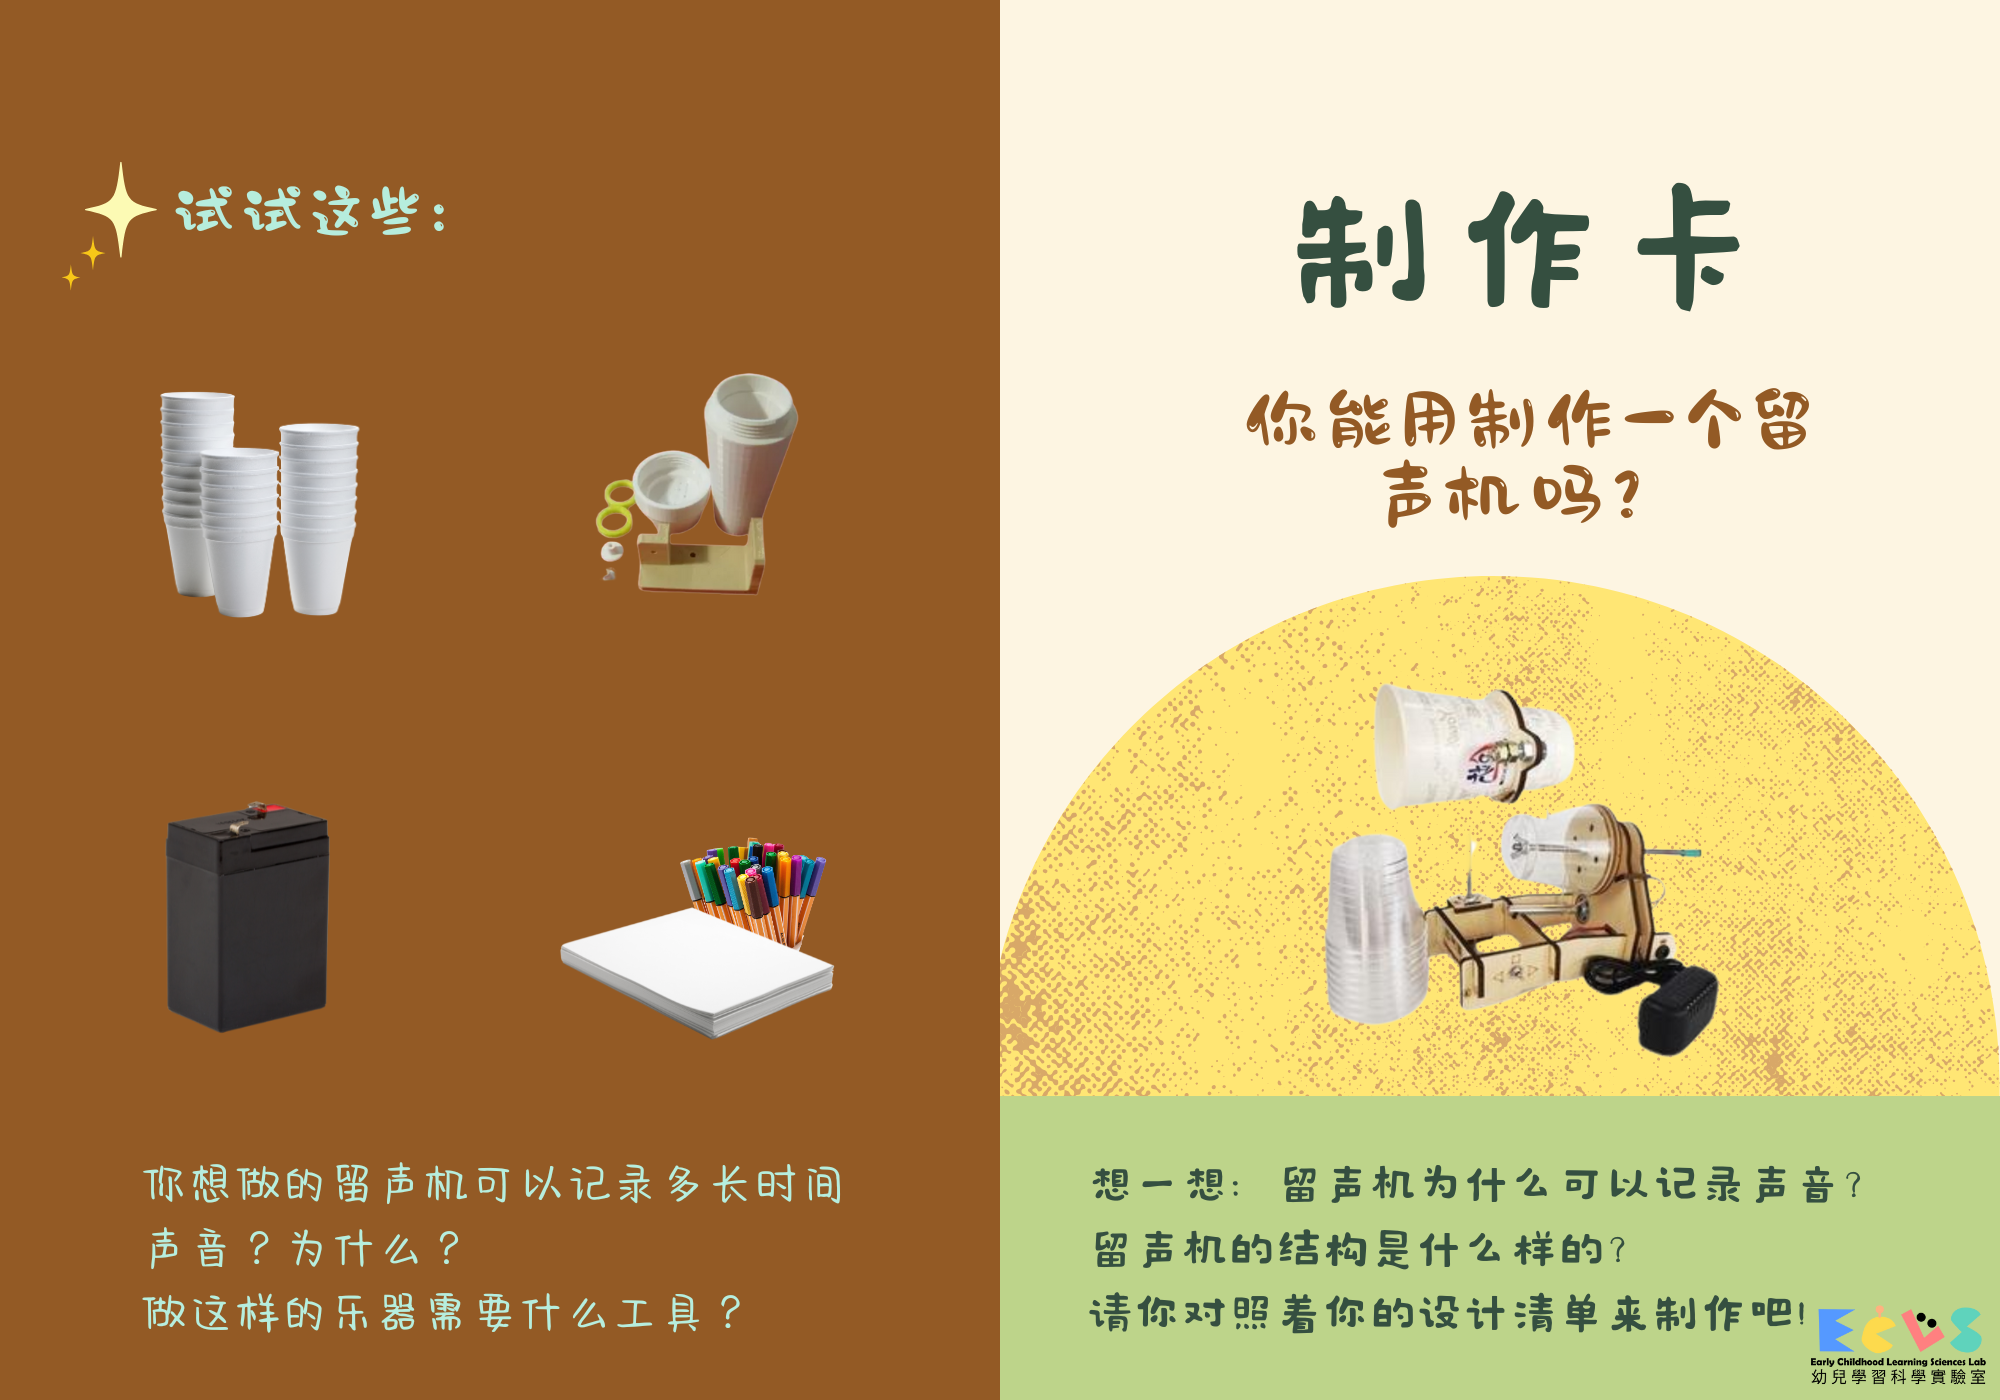 试试这些：
你想做的留声机可以记录多长时间
声音？为什么？
做这样的乐器需要什么工具？
制作卡
你能用制作一个留
声机吗？
想一想：留声机为什么可以记录声音？
留声机的结构是什么样的？
请你对照着你的设计清单来制作吧！
ECLS
Early Childhood Learning Sciences Lab
幼兒學習科學實驗室